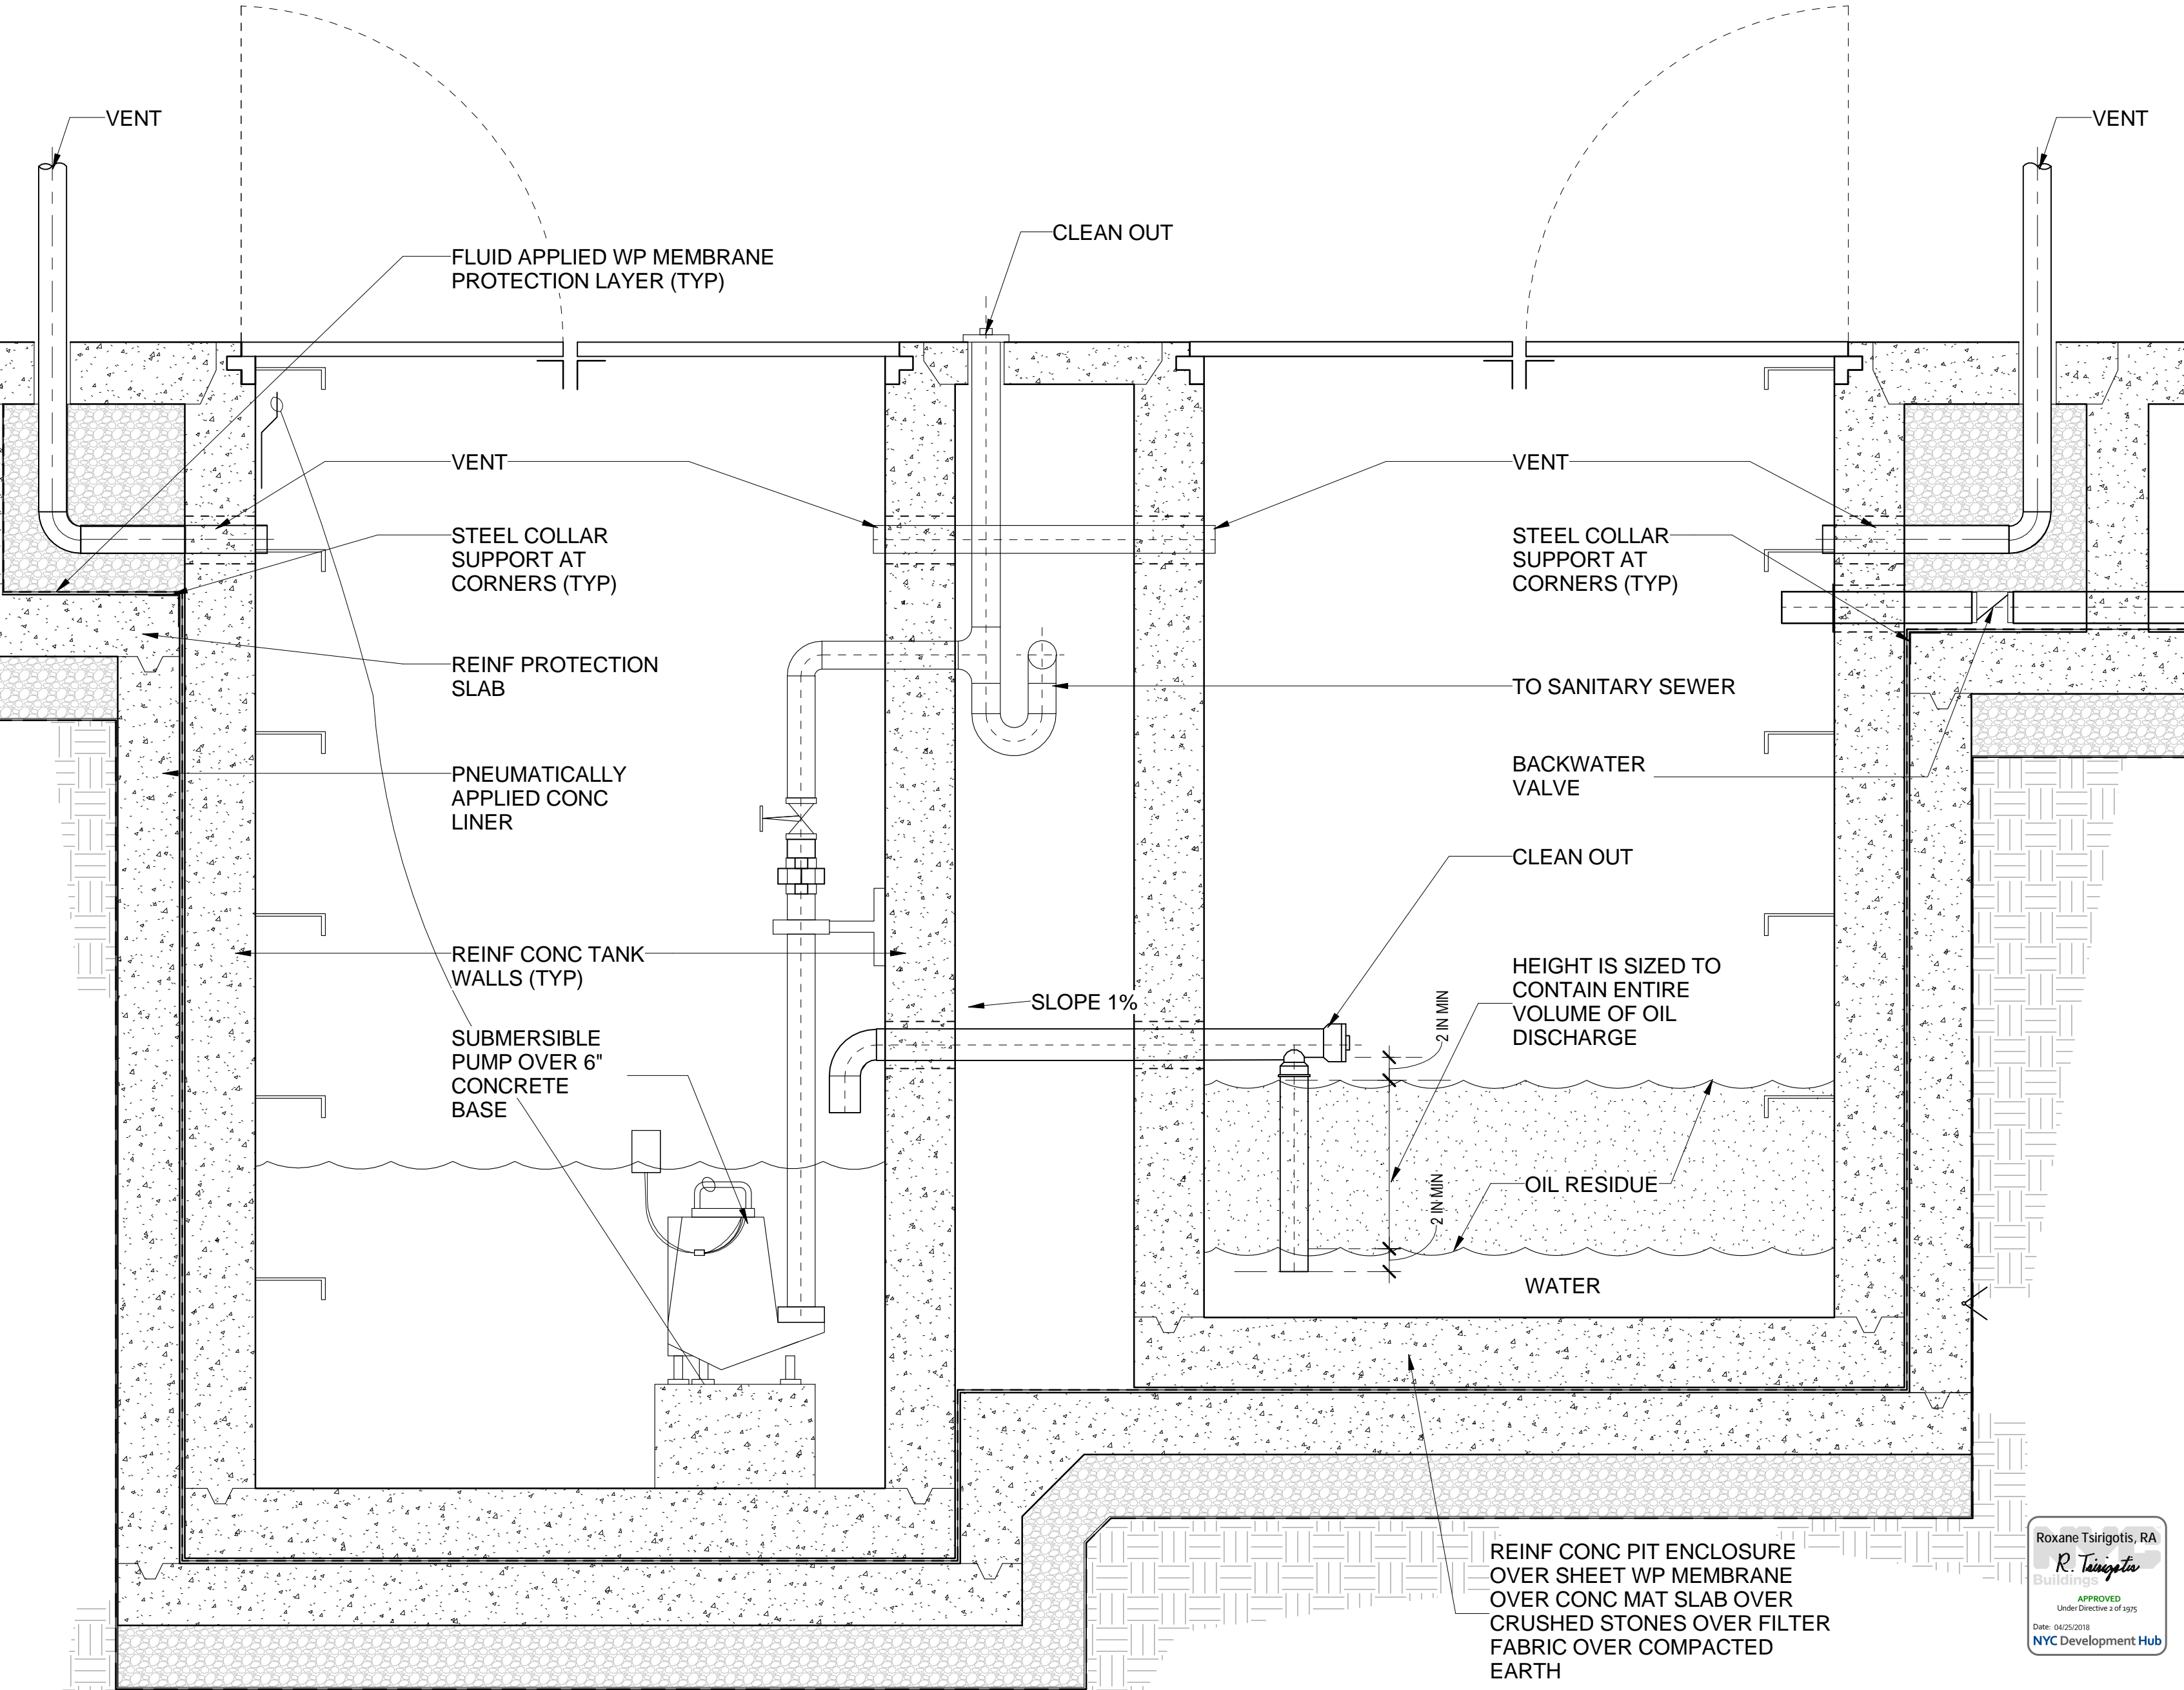 VENT
VENT
CLEAN OUT
FLUID APPLIED WP MEMBRANE
PROTECTION LAYER (TYP)
VENT
VENT
STEEL COLLAR
SUPPORT AT
CORNERS (TYP)
STEEL COLLAR
SUPPORT AT
CORNERS (TYP)
REINF PROTECTION
SLAB
TO SANITARY SEWER
PNEUMATICALLY
APPLIED CONC
LINER
BACKWATER
VALVE
CLEAN OUT
REINF CONC TANK
WALLS (TYP)
HEIGHT IS SIZED TO
CONTAIN ENTIRE
VOLUME OF OIL
DISCHARGE
SLOPE 1%
2 IN MIN
SUBMERSIBLE
PUMP OVER 6"
CONCRETE
BASE
2 IN MIN
OIL RESIDUE
WATER
REINF CONC PIT ENCLOSURE
OVER SHEET WP MEMBRANE
OVER CONC MAT SLAB OVER
CRUSHED STONES OVER FILTER
FABRIC OVER COMPACTED
EARTH
Roxane Tsirigotis, RA
NYC
R. Tsirigotis
Buildings
APPROVED
Under Directive 2 of 1975
Date: 04/25/2018
NYC Development Hub